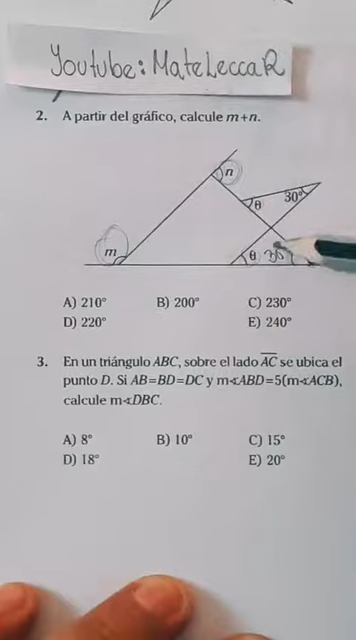 Youtube: MateLeccaR
2. A partir del gráfico, calcule m+n.
n
θ 30°
m θ 30°
A) 210° B) 200° C) 230°
D) 220° E) 240°
3. En un triángulo ABC, sobre el lado AC se ubica el
punto D. Si AB=BD=DC y m∢ABD=5(m∢ACB),
calcule m∢DBC.
A) 8° B) 10° C) 15°
D) 18° E) 20°